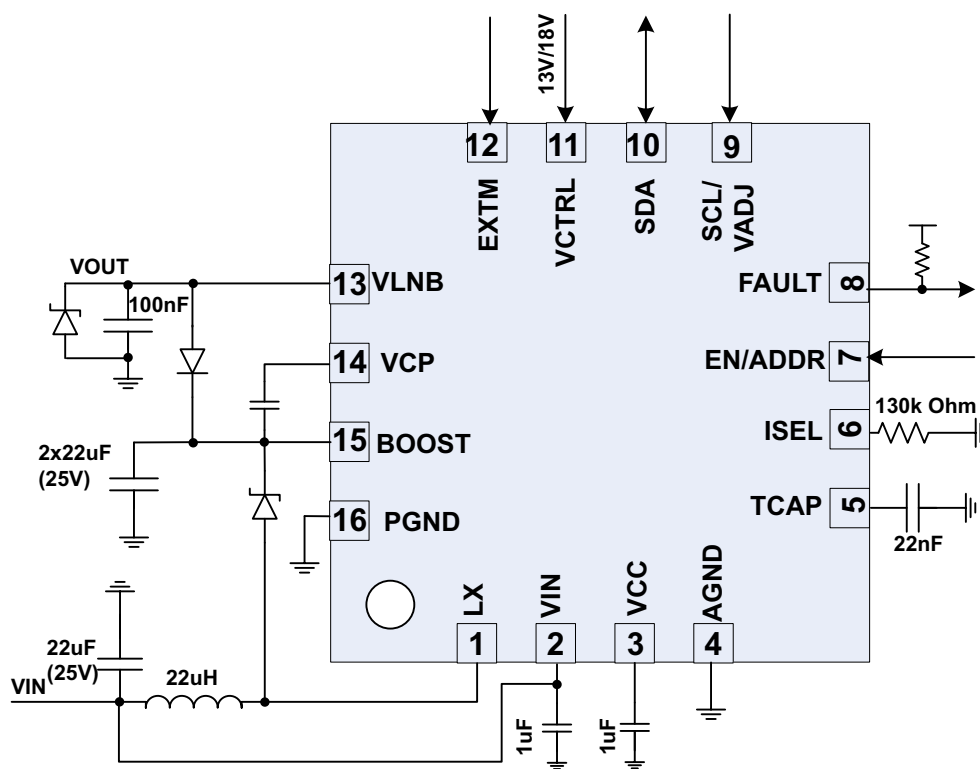 13V/18V
12
11
10
9
EXTM
VCTRL
SDA
SCL/
VADJ
VOUT
100nF
13
VLNB
FAULT
8
14
VCP
EN/ADDR
7
130k Ohm
2x22uF
(25V)
15
BOOST
ISEL
6
16
PGND
TCAP
5
22nF
LX
VIN
VCC
AGND
22uF
(25V)
1
2
3
4
VIN
22uH
1uF
1uF